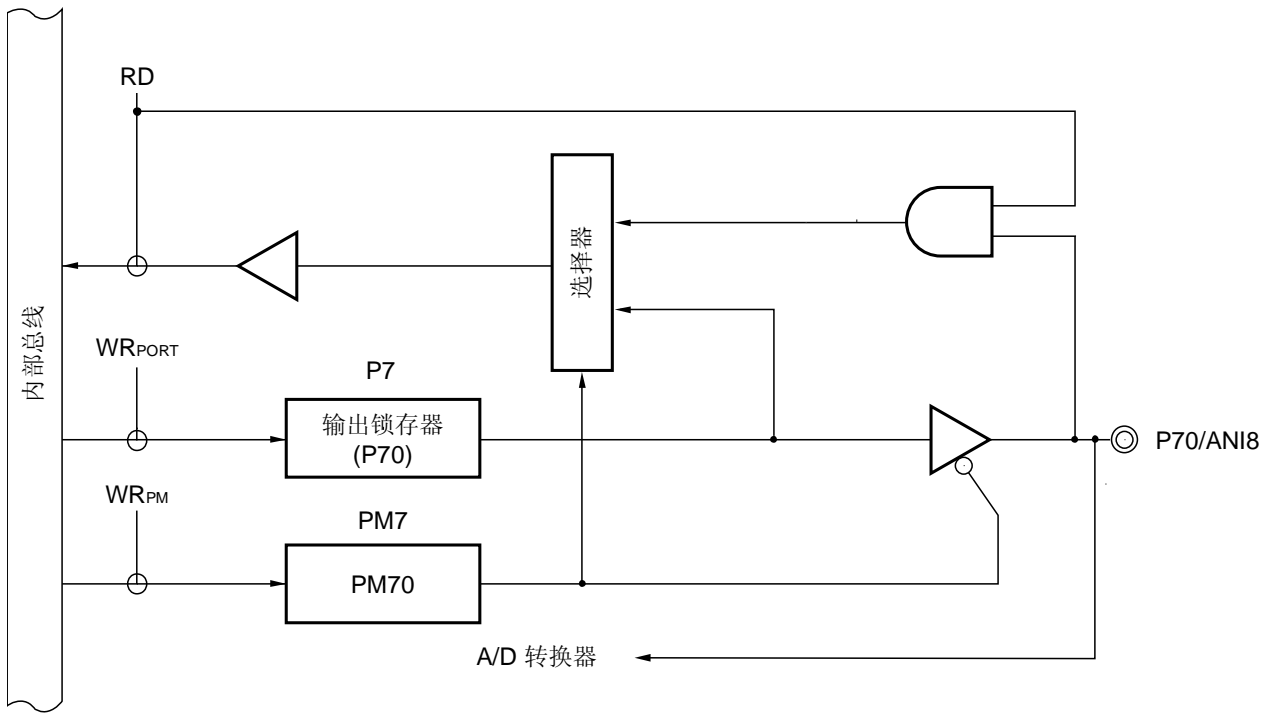 RD
选择器
内部总线
WRPORT
P7
输出锁存器
(P70)
P70/ANI8
WRPM
PM7
PM70
A/D 转换器